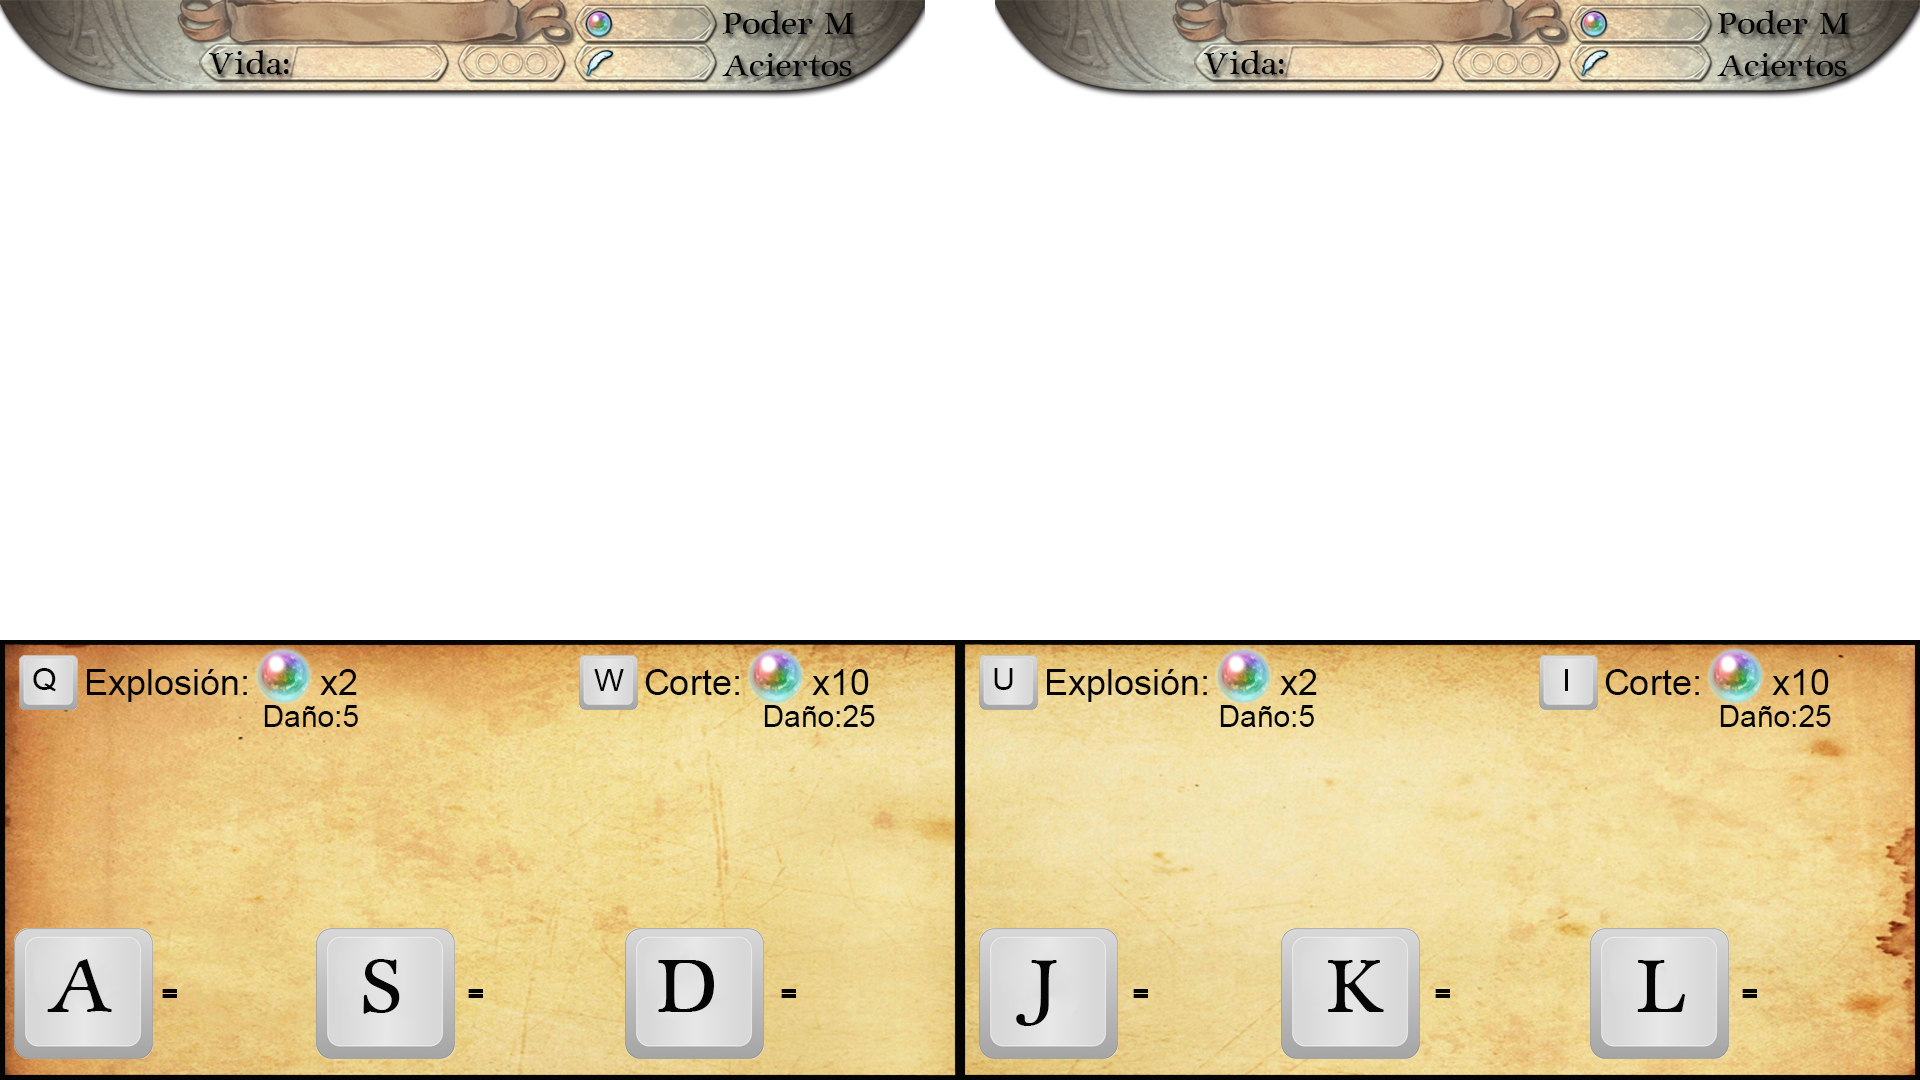 Poder M
Vida:
Aciertos
Poder M
Vida:
Aciertos
Q Explosión: x2
Daño:5
W Corte: x10
Daño:25
A -
S -
D -
U Explosión: x2
Daño:5
I Corte: x10
Daño:25
J -
K -
L -